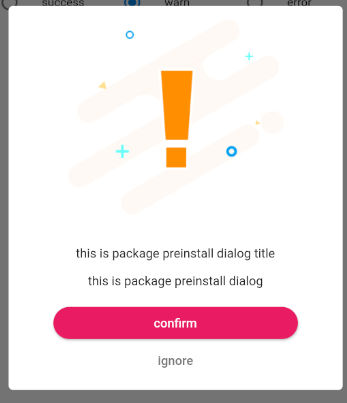 success warn error
this is package preinstall dialog title
this is package preinstall dialog
confirm
ignore